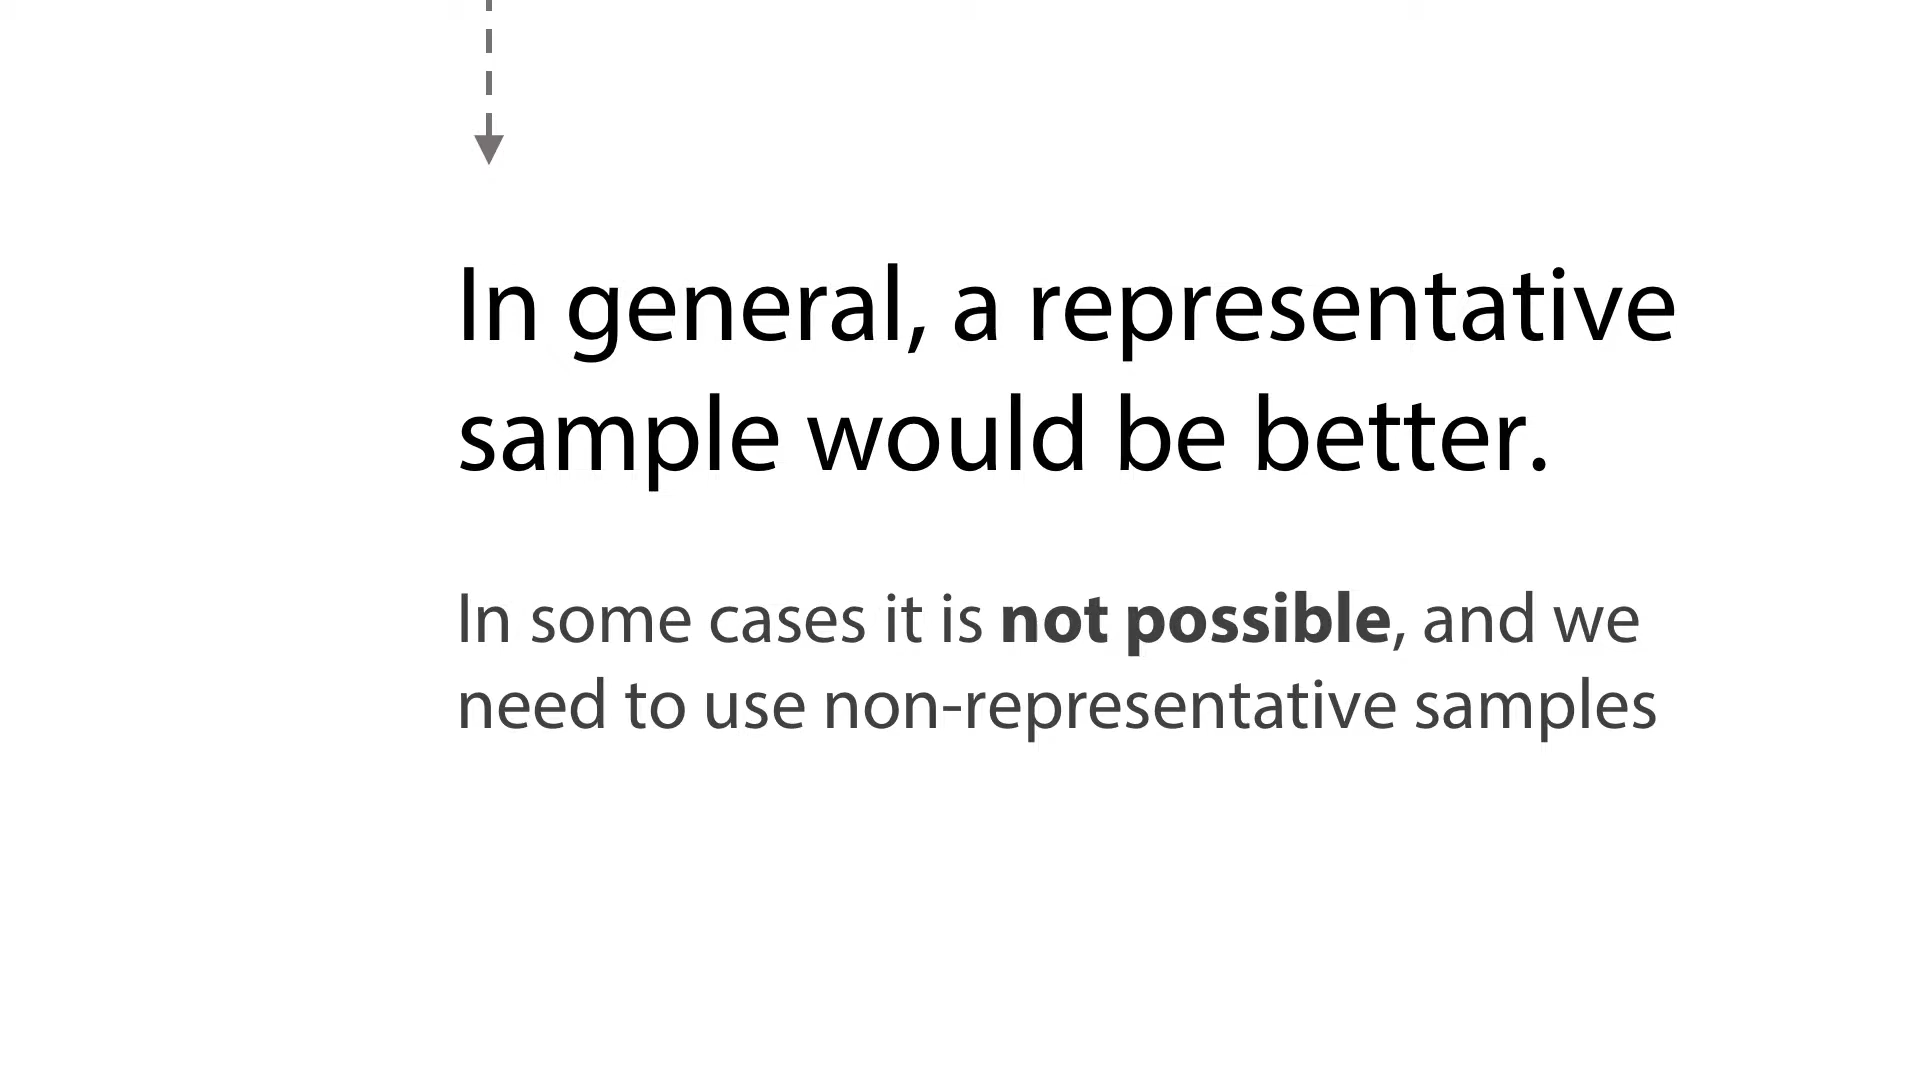 In general, a representative
sample would be better.
In some cases it is not possible, and we
need to use non-representative samples